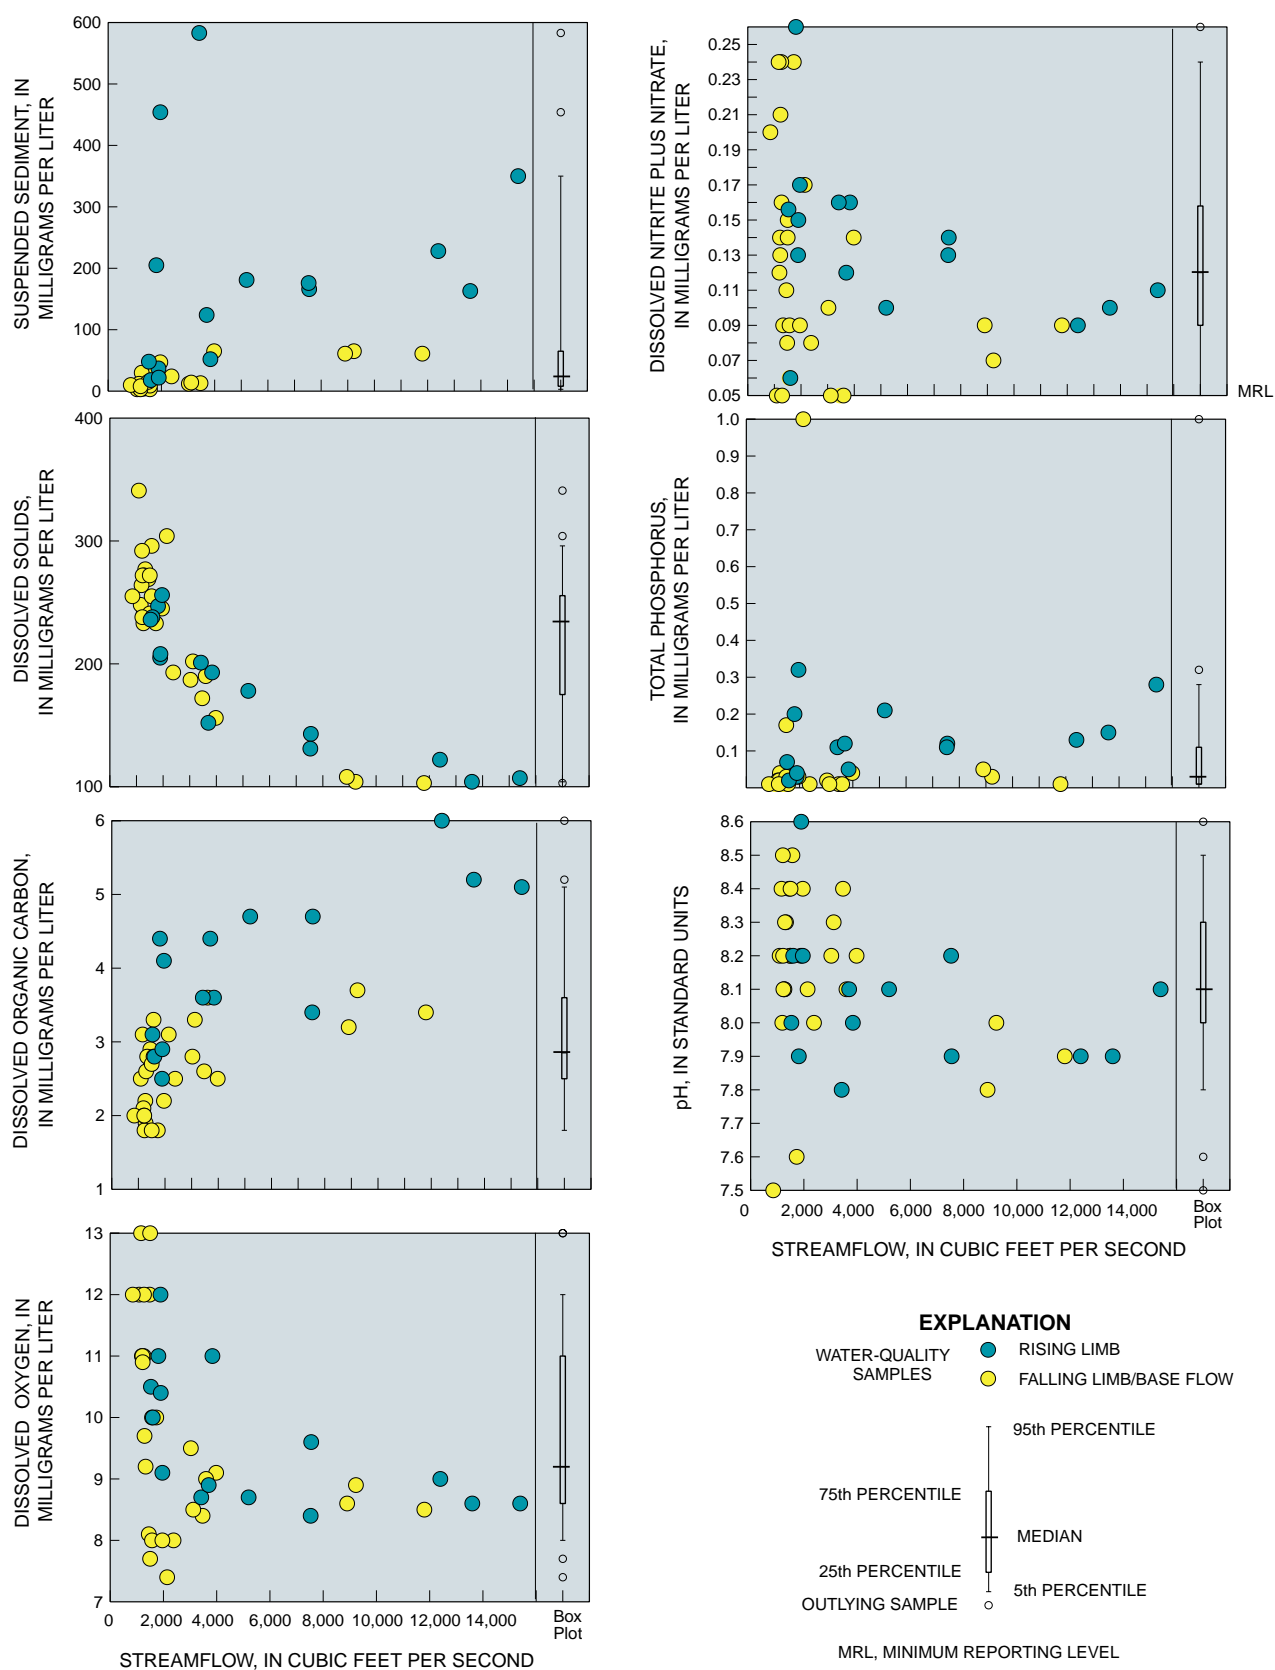 SUSPENDED SEDIMENT, IN
MILLIGRAMS PER LITER
600
500
400
300
200
100
0
DISSOLVED NITRITE PLUS NITRATE,
IN MILLIGRAMS PER LITER
0.25
0.23
0.21
0.19
0.17
0.15
0.13
0.11
0.09
0.07
0.05
MRL
DISSOLVED SOLIDS,
IN MILLIGRAMS PER LITER
400
300
200
100
TOTAL PHOSPHORUS,
IN MILLIGRAMS PER LITER
1.0
0.9
0.8
0.7
0.6
0.5
0.4
0.3
0.2
0.1
DISSOLVED ORGANIC CARBON,
IN MILLIGRAMS PER LITER
6
5
4
3
2
1
pH, IN STANDARD UNITS
8.6
8.5
8.4
8.3
8.2
8.1
8.0
7.9
7.8
7.7
7.6
7.5
0 2,000 4,000 6,000 8,000 10,000 12,000 14,000 Box
Plot
STREAMFLOW, IN CUBIC FEET PER SECOND
DISSOLVED OXYGEN, IN
MILLIGRAMS PER LITER
13
12
11
10
9
8
7
0 2,000 4,000 6,000 8,000 10,000 12,000 14,000 Box
Plot
STREAMFLOW, IN CUBIC FEET PER SECOND
EXPLANATION
WATER-QUALITY
SAMPLES
RISING LIMB
FALLING LIMB/BASE FLOW
95th PERCENTILE
75th PERCENTILE
MEDIAN
25th PERCENTILE
5th PERCENTILE
OUTLYING SAMPLE
MRL, MINIMUM REPORTING LEVEL